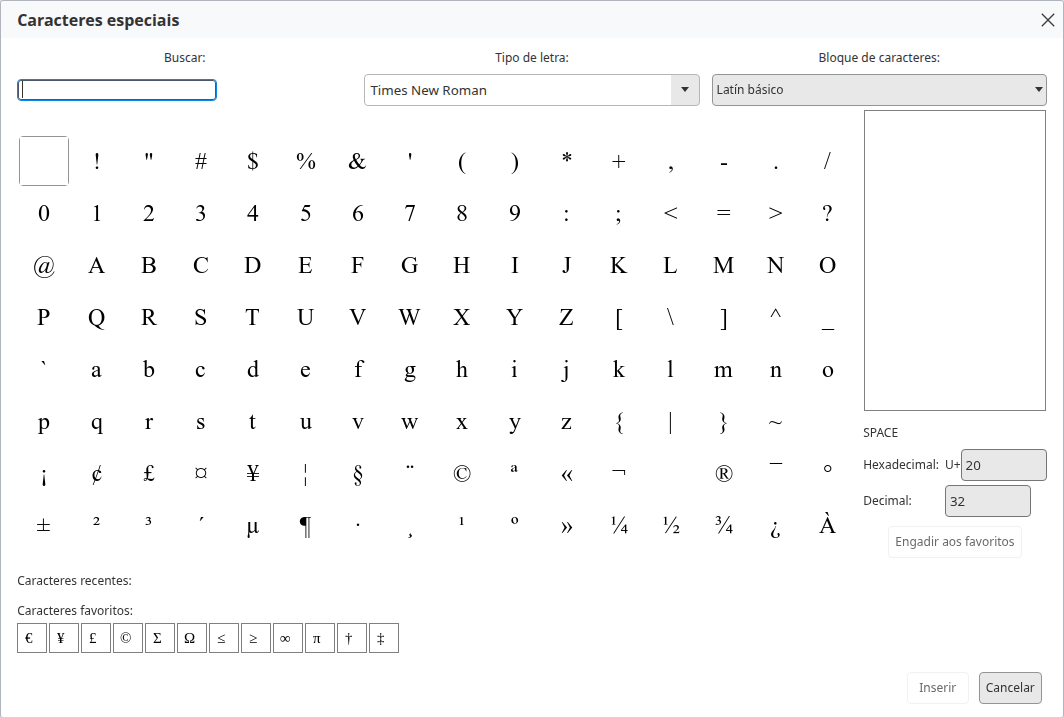 Caracteres especiais
Buscar: Tipo de letra: Bloque de caracteres:
Times New Roman Latín básico
! " # $ % & ' ( ) * + , - . /
0 1 2 3 4 5 6 7 8 9 : ; < = > ?
@ A B C D E F G H I J K L M N O
P Q R S T U V W X Y Z [ \ ] ^ _
` a b c d e f g h i j k l m n o
p q r s t u v w x y z { | } ~
¡ ¢ £ ¤ ¥ ¦ § ¨ © ª « ¬ ® ¯ °
± ² ³ ´ µ ¶ · ¸ ¹ º » ¼ ½ ¾ ¿ À
SPACE
Hexadecimal: U+ 20
Decimal: 32
Engadir aos favoritos
Caracteres recentes:
Caracteres favoritos:
€ ¥ £ © Σ Ω ≤ ≥ ∞ π † ‡
Inserir Cancelar